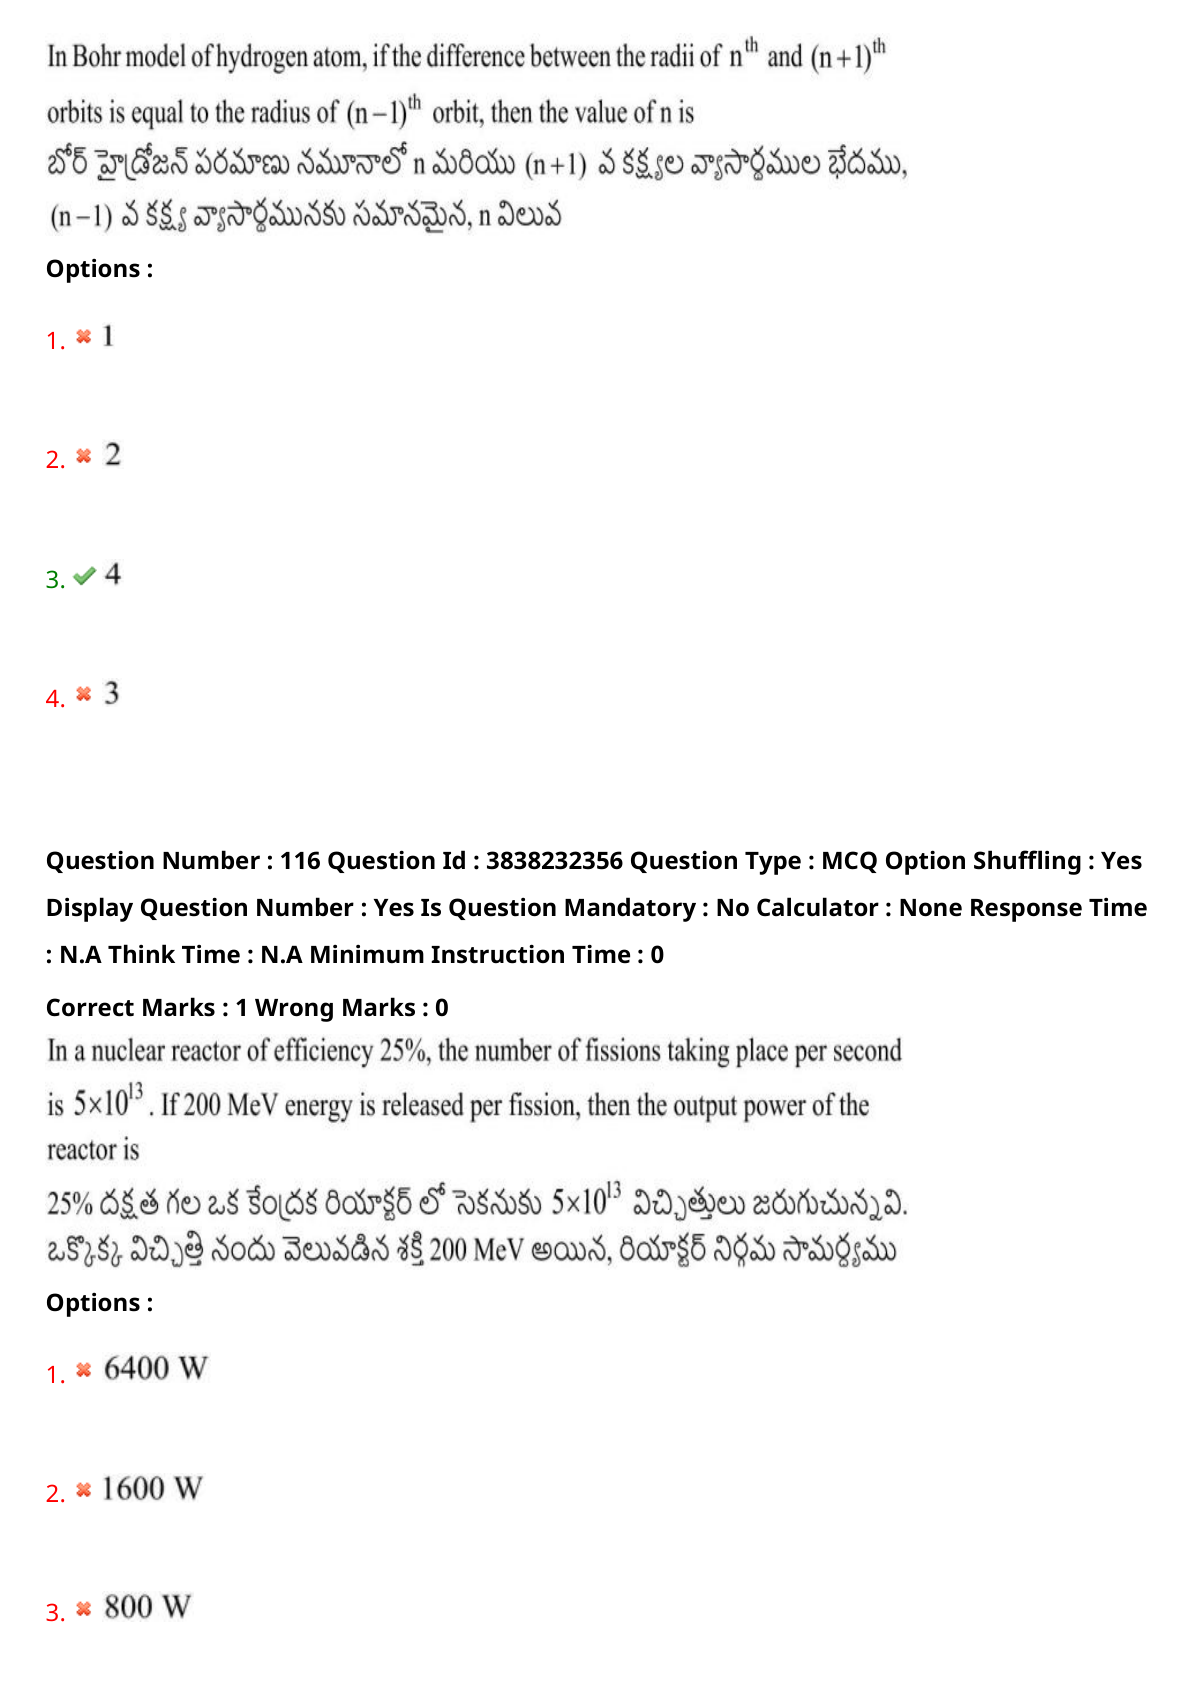 In Bohr model of hydrogen atom, if the difference between the radii of nth and (n+1)th
orbits is equal to the radius of (n−1)th orbit, then the value of n is
బోర్ హైడ్రోజన్ పరమాణు నమూనాలో n మరియు (n+1) వ కక్ష్యల వ్యాసార్థముల భేదము,
(n−1) వ కక్ష్య వ్యాసార్థమునకు సమానమైన, n విలువ
Options :
1. 1
2. 2
3. 4
4. 3
Question Number : 116 Question Id : 3838232356 Question Type : MCQ Option Shuffling : Yes
Display Question Number : Yes Is Question Mandatory : No Calculator : None Response Time
: N.A Think Time : N.A Minimum Instruction Time : 0
Correct Marks : 1 Wrong Marks : 0
In a nuclear reactor of efficiency 25%, the number of fissions taking place per second
is 5×10^13 . If 200 MeV energy is released per fission, then the output power of the
reactor is
25% దక్షత గల ఒక కేంద్రక రియాక్టర్ లో సెకనుకు 5×10^13 విచ్ఛిత్తులు జరుగుచున్నవి.
ఒక్కొక్క విచ్ఛిత్తి నందు వెలువడిన శక్తి 200 MeV అయిన, రియాక్టర్ నిర్గమ సామర్థ్యము
Options :
1. 6400 W
2. 1600 W
3. 800 W